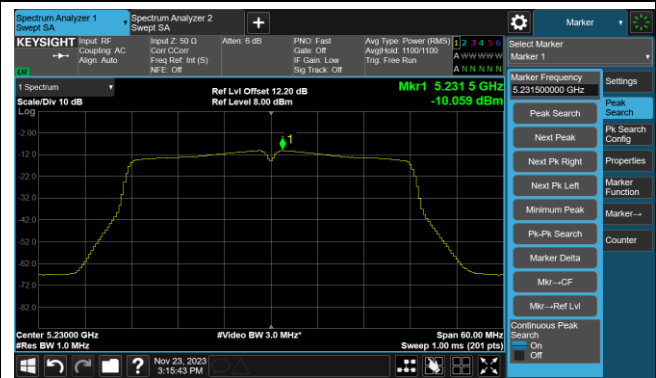 Spectrum Analyzer 1
Swept SA
Spectrum Analyzer 2
Swept SA
+
Marker
KEYSIGHT
Input: RF
Coupling: AC
Align: Auto
Input Z: 50 Ω
Corr CCorr
Freq Ref: Int (S)
NFE: Off
Atten: 6 dB
PNO: Fast
Gate: Off
IF Gain: Low
Sig Track: Off
Avg Type: Power (RMS)
Avg|Hold: 1100/1100
Trig: Free Run
1 2 3 4 5 6
A W W W W W
A N N N N N
LXI
Select Marker
Marker 1
1 Spectrum
Scale/Div 10 dB
Ref Lvl Offset 12.20 dB
Ref Level 8.00 dBm
Mkr1 5.231 5 GHz
-10.059 dBm
Log
-2.00
-12.0
-22.0
-32.0
-42.0
-52.0
-62.0
-72.0
-82.0
1
Center 5.23000 GHz
#Res BW 1.0 MHz
#Video BW 3.0 MHz*
Span 60.00 MHz
Sweep 1.00 ms (201 pts)
Marker Frequency
5.231500000 GHz
Peak Search
Next Peak
Next Pk Right
Next Pk Left
Minimum Peak
Pk-Pk Search
Marker Delta
Mkr→CF
Mkr→Ref Lvl
Continuous Peak
Search
On
Off
Settings
Peak
Search
Pk Search
Config
Properties
Marker
Function
Marker→
Counter
?
Nov 23, 2023
3:15:43 PM